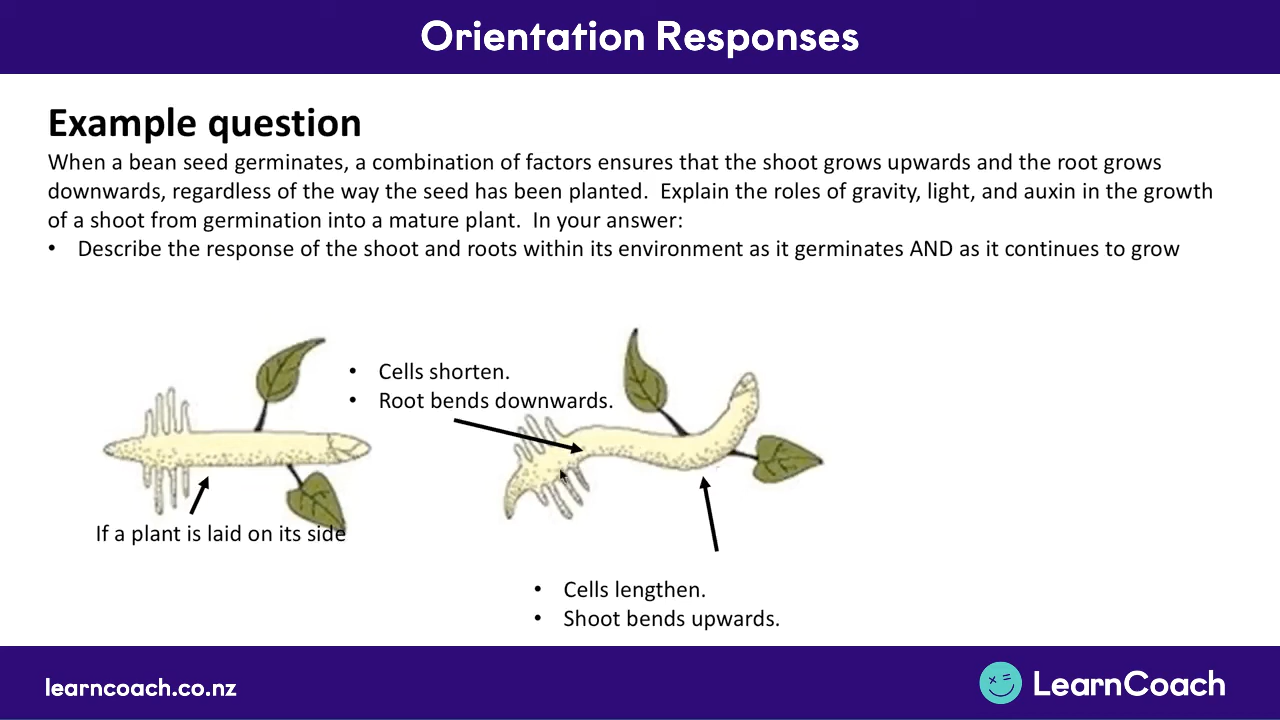 Orientation Responses
Example question
When a bean seed germinates, a combination of factors ensures that the shoot grows upwards and the root grows
downwards, regardless of the way the seed has been planted.  Explain the roles of gravity, light, and auxin in the growth
of a shoot from germination into a mature plant.  In your answer:
• Describe the response of the shoot and roots within its environment as it germinates AND as it continues to grow
• Cells shorten.
• Root bends downwards.
If a plant is laid on its side
• Cells lengthen.
• Shoot bends upwards.
learncoach.co.nz
LearnCoach